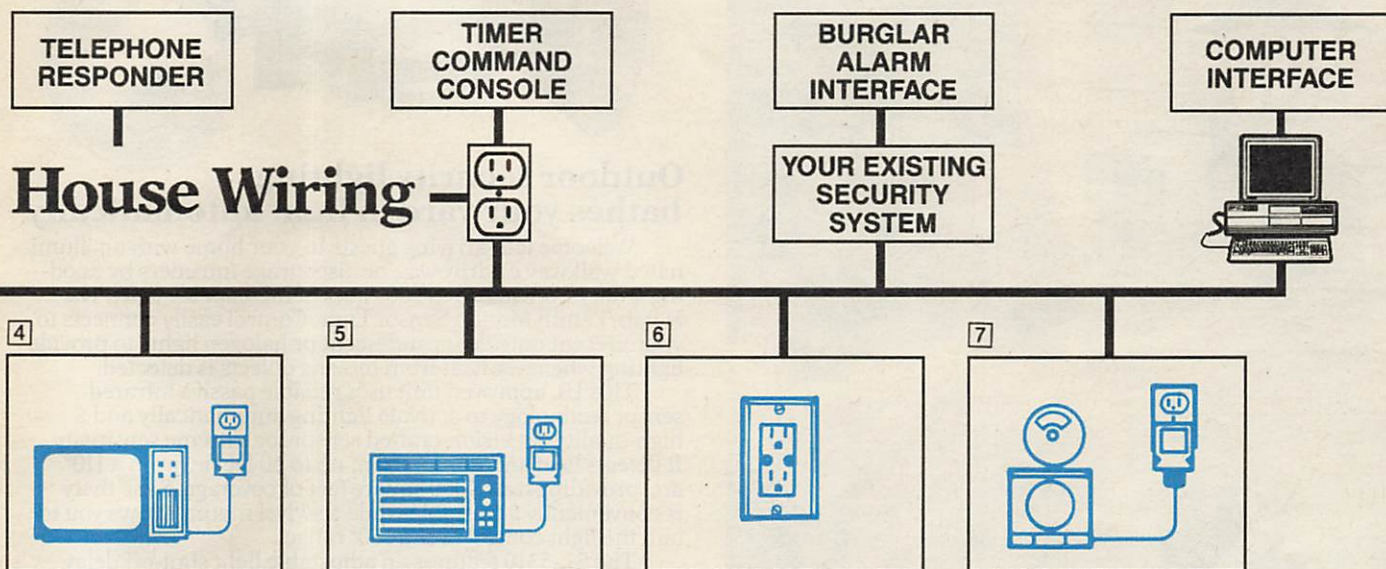 TELEPHONE
RESPONDER
TIMER
COMMAND
CONSOLE
BURGLAR
ALARM
INTERFACE
COMPUTER
INTERFACE
House Wiring
YOUR EXISTING
SECURITY
SYSTEM
4
5
6
7